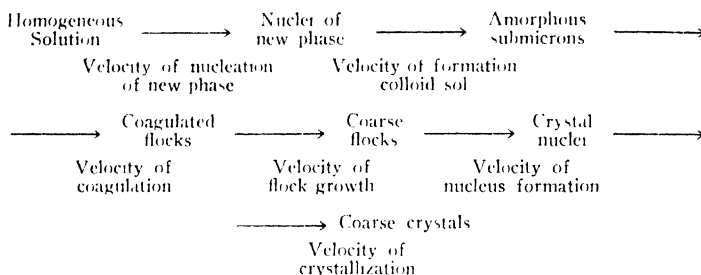 Homogeneous Nuclei of Amorphous
Solution new phase submicrons
Velocity of nucleation Velocity of formation
of new phase colloid sol
Coagulated Coarse Crystal
flocks flocks nuclei
Velocity of Velocity of Velocity of
coagulation flock growth nucleus formation
Coarse crystals
Velocity of
crystallization